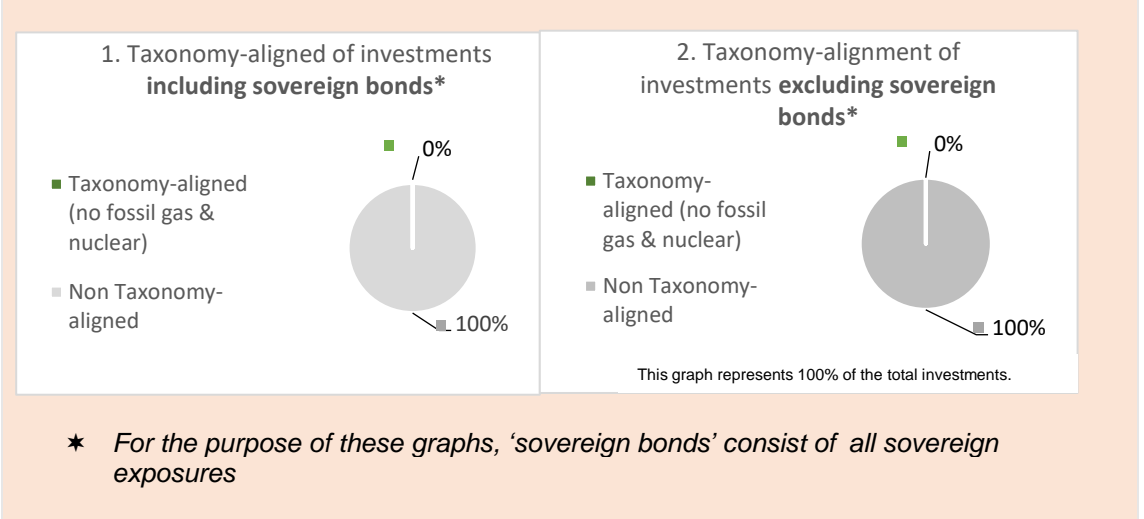 1. Taxonomy-aligned of investments
including sovereign bonds*
0%
Taxonomy-aligned
(no fossil gas &
nuclear)
Non Taxonomy-
aligned
100%
2. Taxonomy-alignment of
investments excluding sovereign
bonds*
0%
Taxonomy-
aligned (no fossil
gas & nuclear)
Non Taxonomy-
aligned
100%
This graph represents 100% of the total investments.
✶ For the purpose of these graphs, ‘sovereign bonds’ consist of all sovereign
exposures